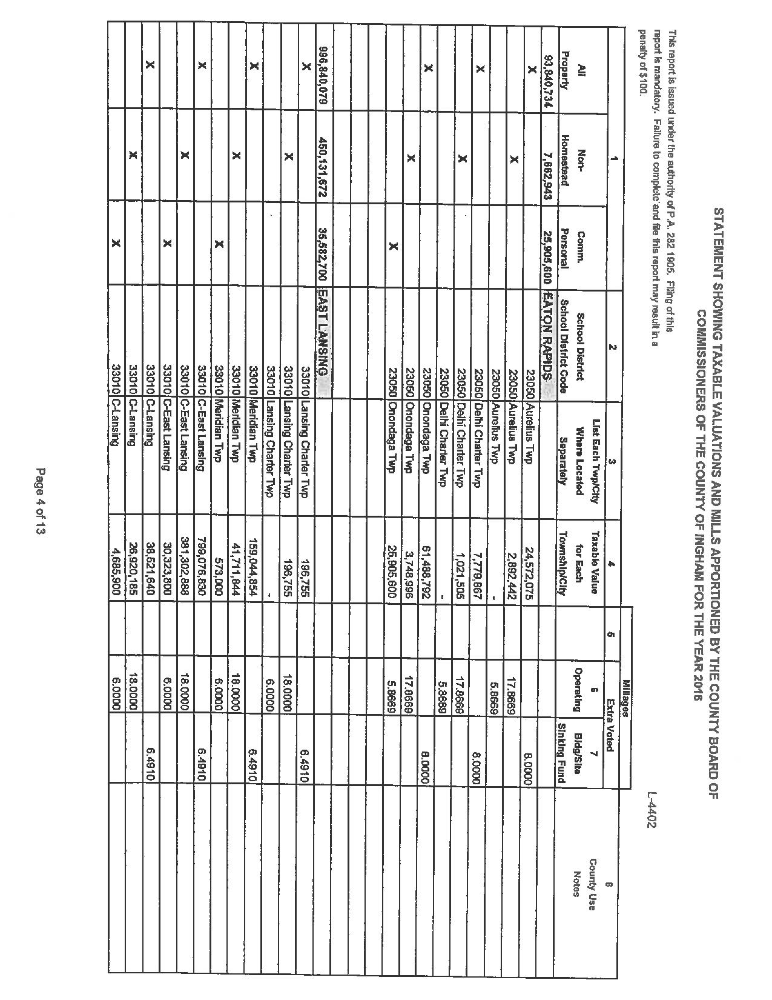 STATEMENT SHOWING TAXABLE VALUATIONS AND MILLS APPORTIONED BY THE COUNTY BOARD OF
COMMISSIONERS OF THE COUNTY OF INGHAM FOR THE YEAR 2016
This report is issued under the authority of P.A. 282 1905. Filing of this
report is mandatory. Failure to complete and file this report may result in a
penalty of $100.
L-4402
Millages
1 2 3 4 5 Extra Voted 8
All Property Non-Homestead Comm. Personal School District School District Code List Each Twp/City Where Located Separately Taxable Value for Each Township/City 6 Operating 7 Bldg/Site Sinking Fund County Use Notes
93,840,734 7,662,943 25,905,600 EATON RAPIDS
X 23050 Aurelius Twp 24,572,075 8.0000
X 23050 Aurelius Twp 2,892,442 17.8669
23050 Aurelius Twp - 5.8669
X 23050 Delhi Charter Twp 7,779,867 8.0000
X 23050 Delhi Charter Twp 1,021,505 17.8669
23050 Delhi Charter Twp - 5.8669
X 23050 Onondaga Twp 61,488,792 8.0000
X 23050 Onondaga Twp 3,748,996 17.8669
X 23050 Onondaga Twp 25,905,600 5.8669
996,840,079 450,131,672 35,582,700 EAST LANSING
X 33010 Lansing Charter Twp 196,755 6.4910
X 33010 Lansing Charter Twp 196,755 18.0000
33010 Lansing Charter Twp - 6.0000
X 33010 Meridian Twp 159,044,854 6.4910
X 33010 Meridian Twp 41,711,844 18.0000
X 33010 Meridian Twp 573,000 6.0000
X 33010 C-East Lansing 799,076,830 6.4910
X 33010 C-East Lansing 381,302,888 18.0000
X 33010 C-East Lansing 30,323,800 6.0000
X 33010 C-Lansing 38,521,640 6.4910
X 33010 C-Lansing 26,920,185 18.0000
X 33010 C-Lansing 4,685,900 6.0000
Page 4 of 13